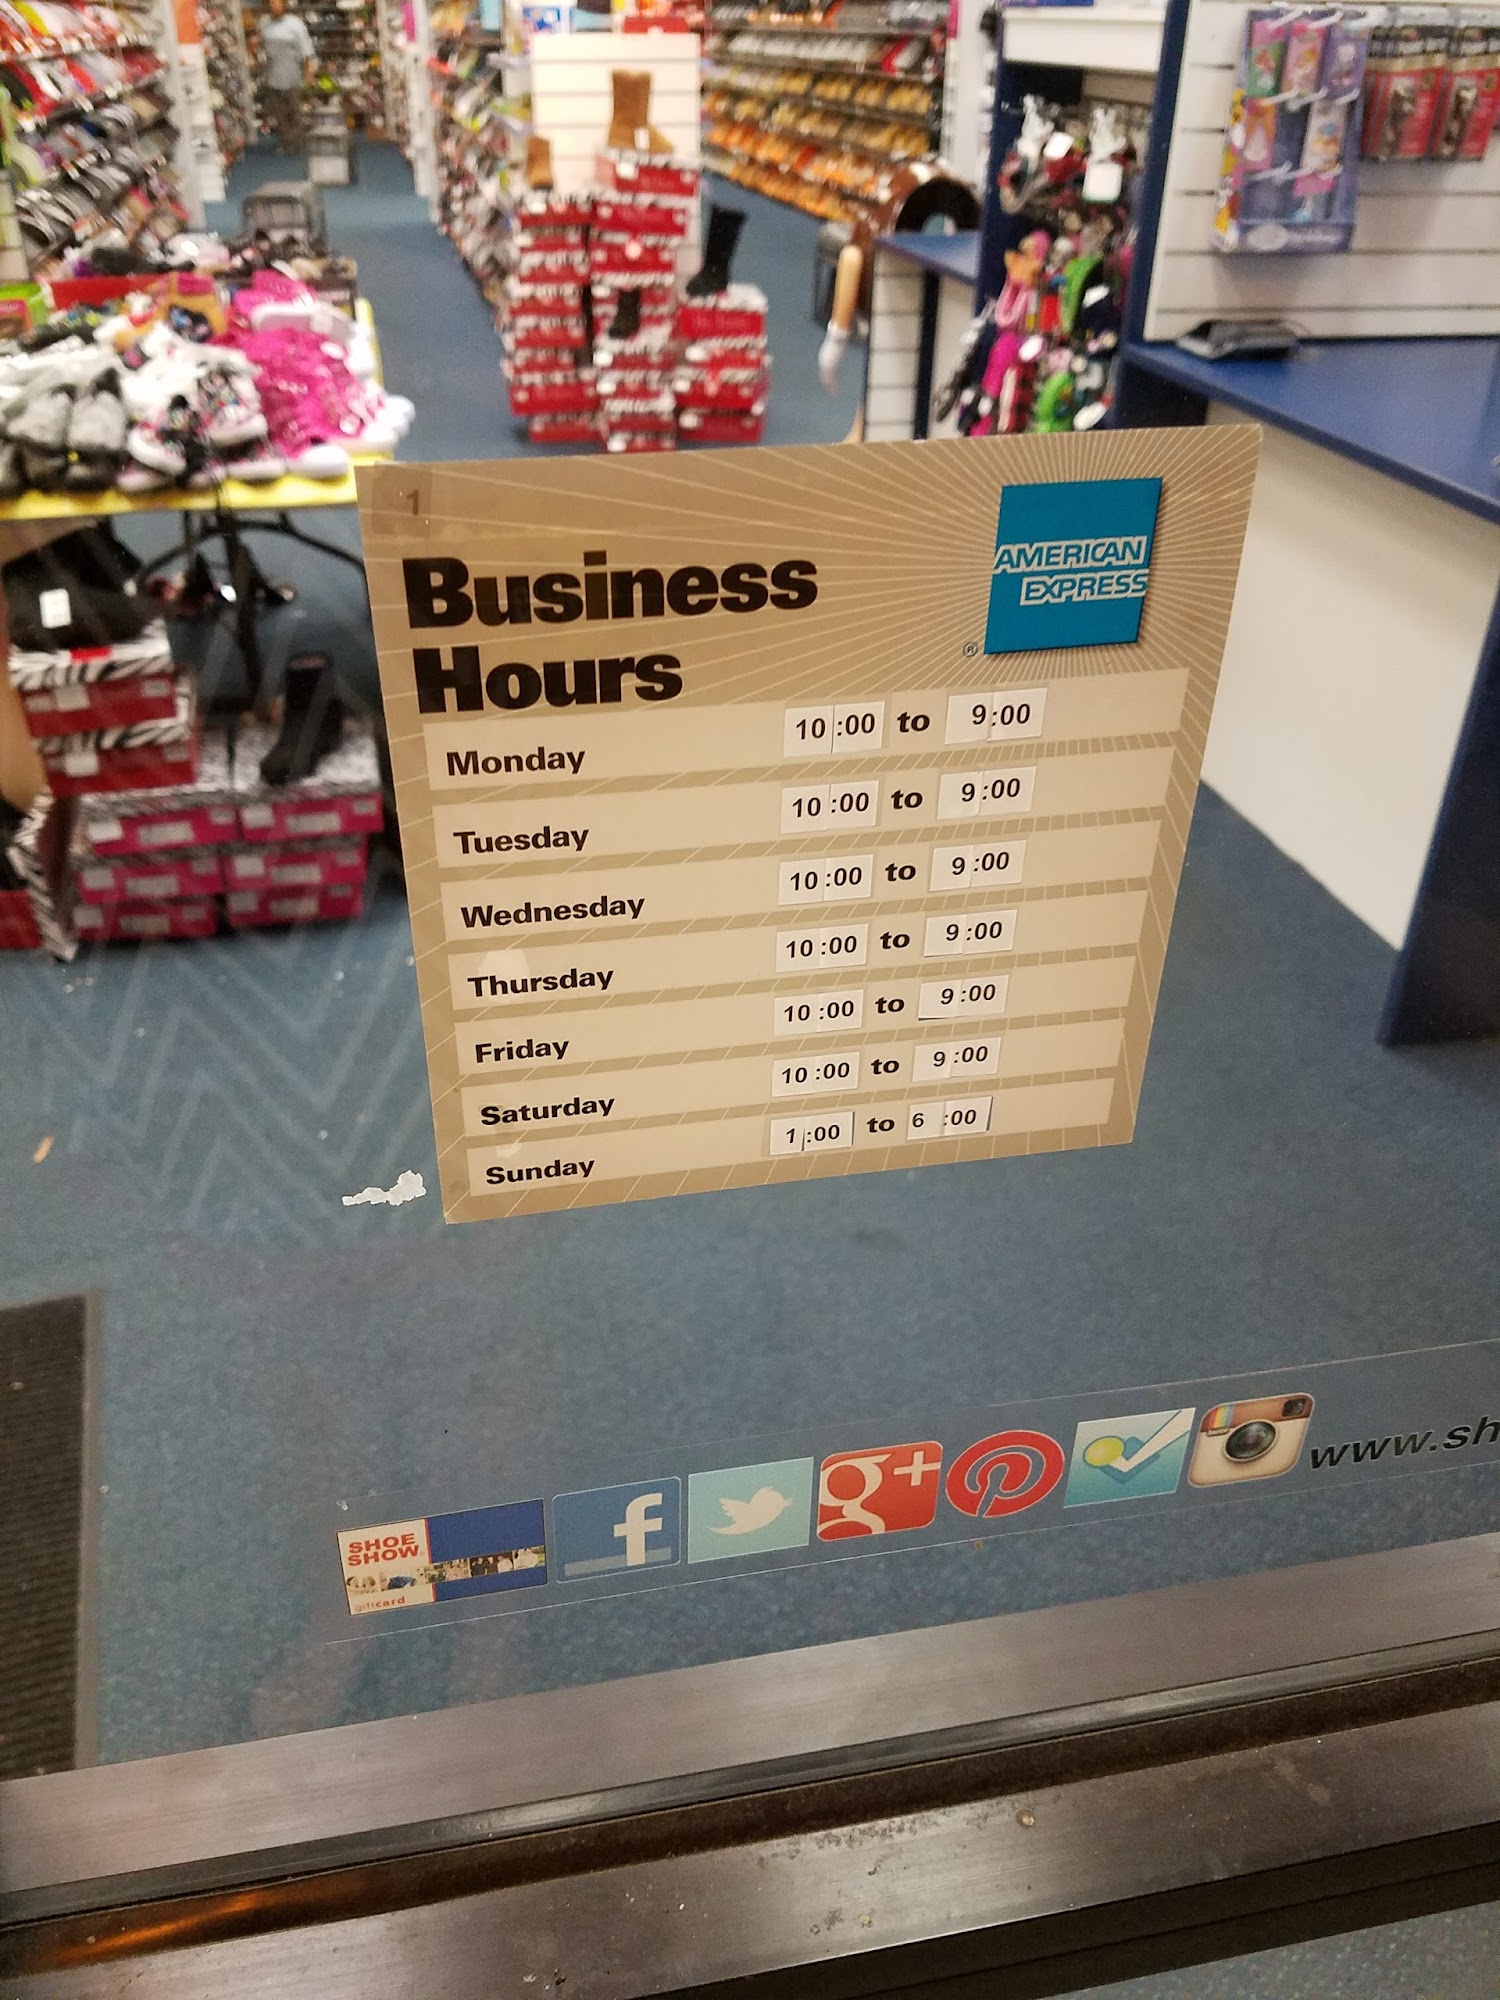 1
Business
Hours
AMERICAN
EXPRESS
®
Monday 10:00 to 9:00
Tuesday 10:00 to 9:00
Wednesday 10:00 to 9:00
Thursday 10:00 to 9:00
Friday 10:00 to 9:00
Saturday 10:00 to 9:00
Sunday 1:00 to 6:00
SHOE
SHOW
giftcard
f
g+
www.sh